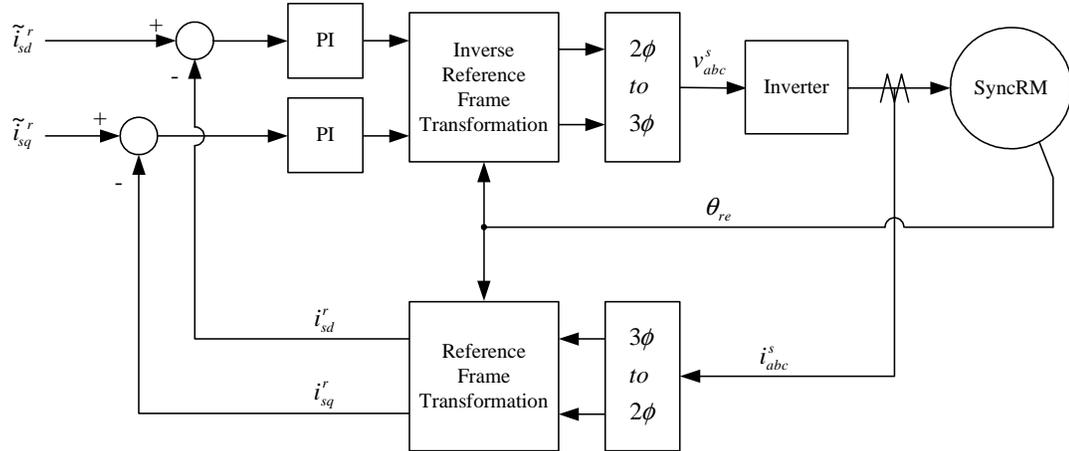 ĩ^r_sd
+
-
PI
Inverse
Reference
Frame
Transformation
2ϕ
to
3ϕ
v^s_abc
Inverter
SyncRM
ĩ^r_sq
+
-
PI
θ_re
i^r_sd
i^r_sq
Reference
Frame
Transformation
3ϕ
to
2ϕ
i^s_abc